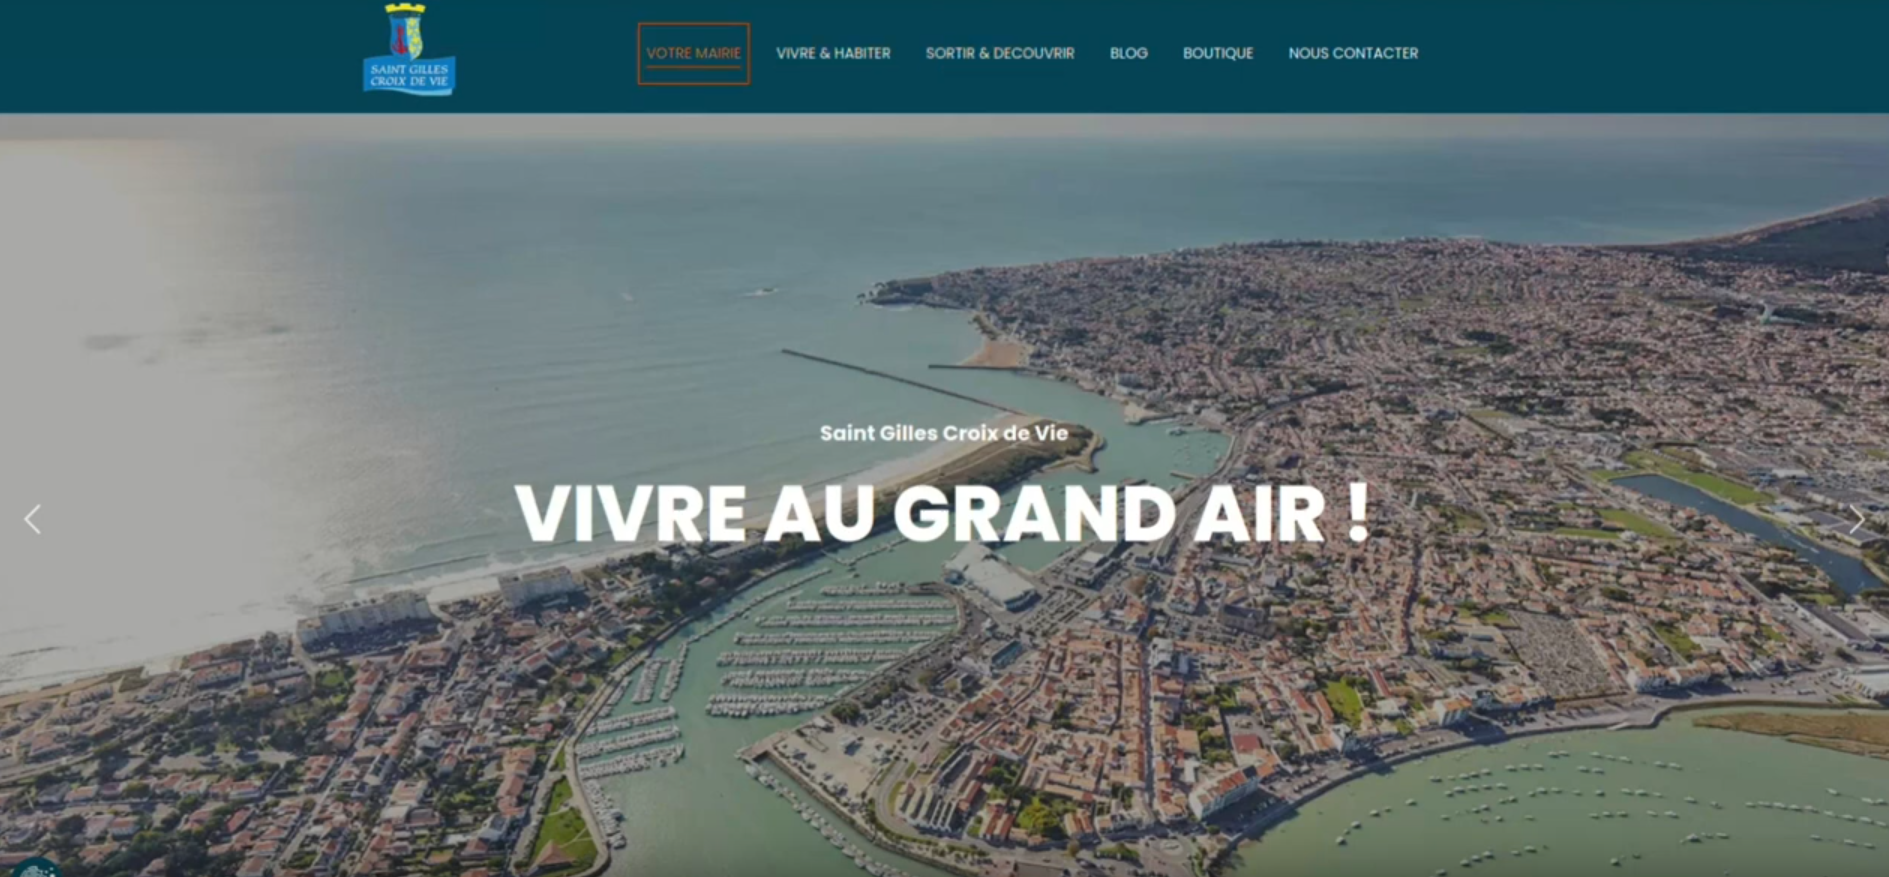 SAINT GILLES
CROIX DE VIE
VOTRE MAIRIE
VIVRE & HABITER
SORTIR & DECOUVRIR
BLOG
BOUTIQUE
NOUS CONTACTER
Saint Gilles Croix de Vie
VIVRE AU GRAND AIR !